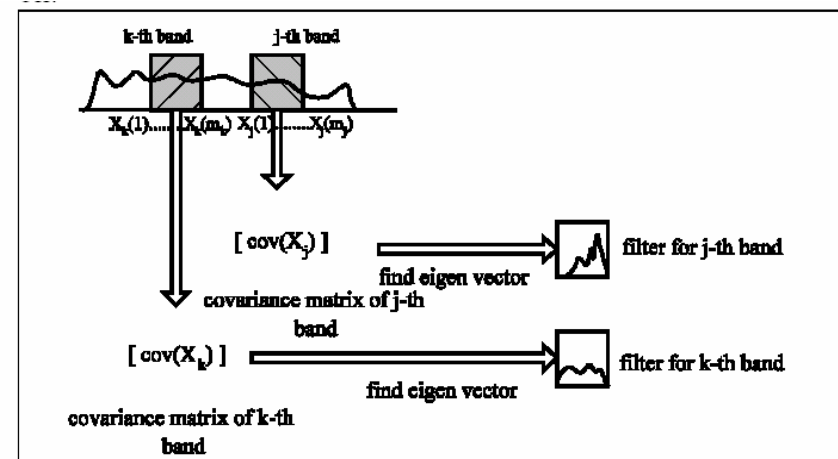 k-th band
j-th band
X_k(1)........X_k(m_k) X_j(1)........X_j(m_j)
[ cov(X_j) ]
filter for j-th band
find eigen vector
covariance matrix of j-th
band
[ cov(X_k) ]
filter for k-th band
find eigen vector
covariance matrix of k-th
band